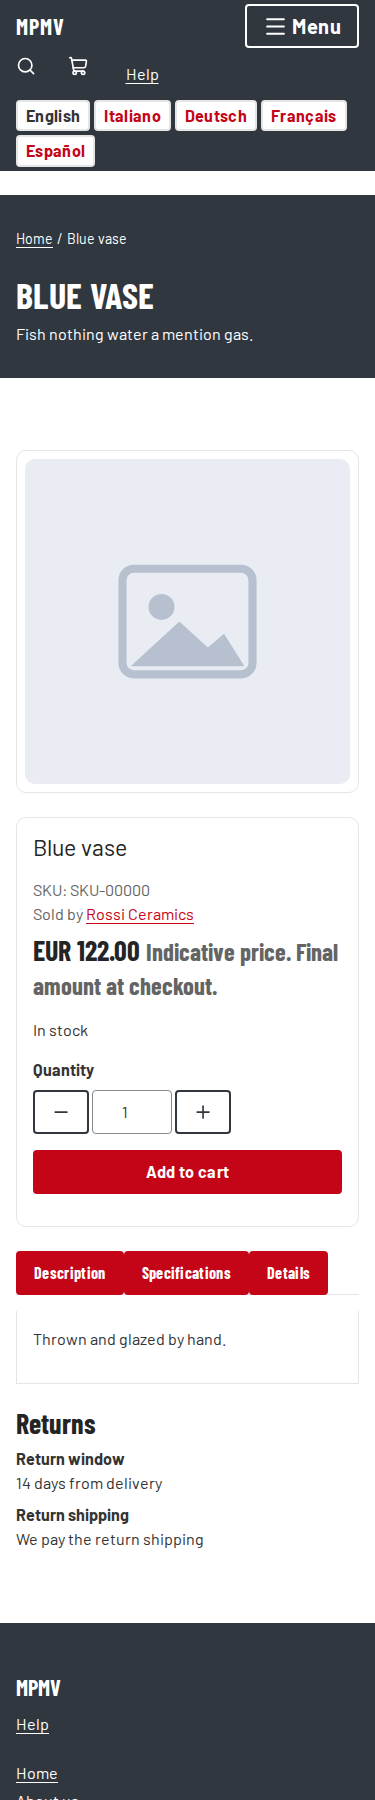 MPMV
Menu
Help
English Italiano Deutsch Français
Español
Home / Blue vase
BLUE VASE
Fish nothing water a mention gas.
Blue vase
SKU: SKU-00000
Sold by Rossi Ceramics
EUR 122.00 Indicative price. Final
amount at checkout.
In stock
Quantity
1
Add to cart
Description Specifications Details
Thrown and glazed by hand.
Returns
Return window
14 days from delivery
Return shipping
We pay the return shipping
MPMV
Help
Home